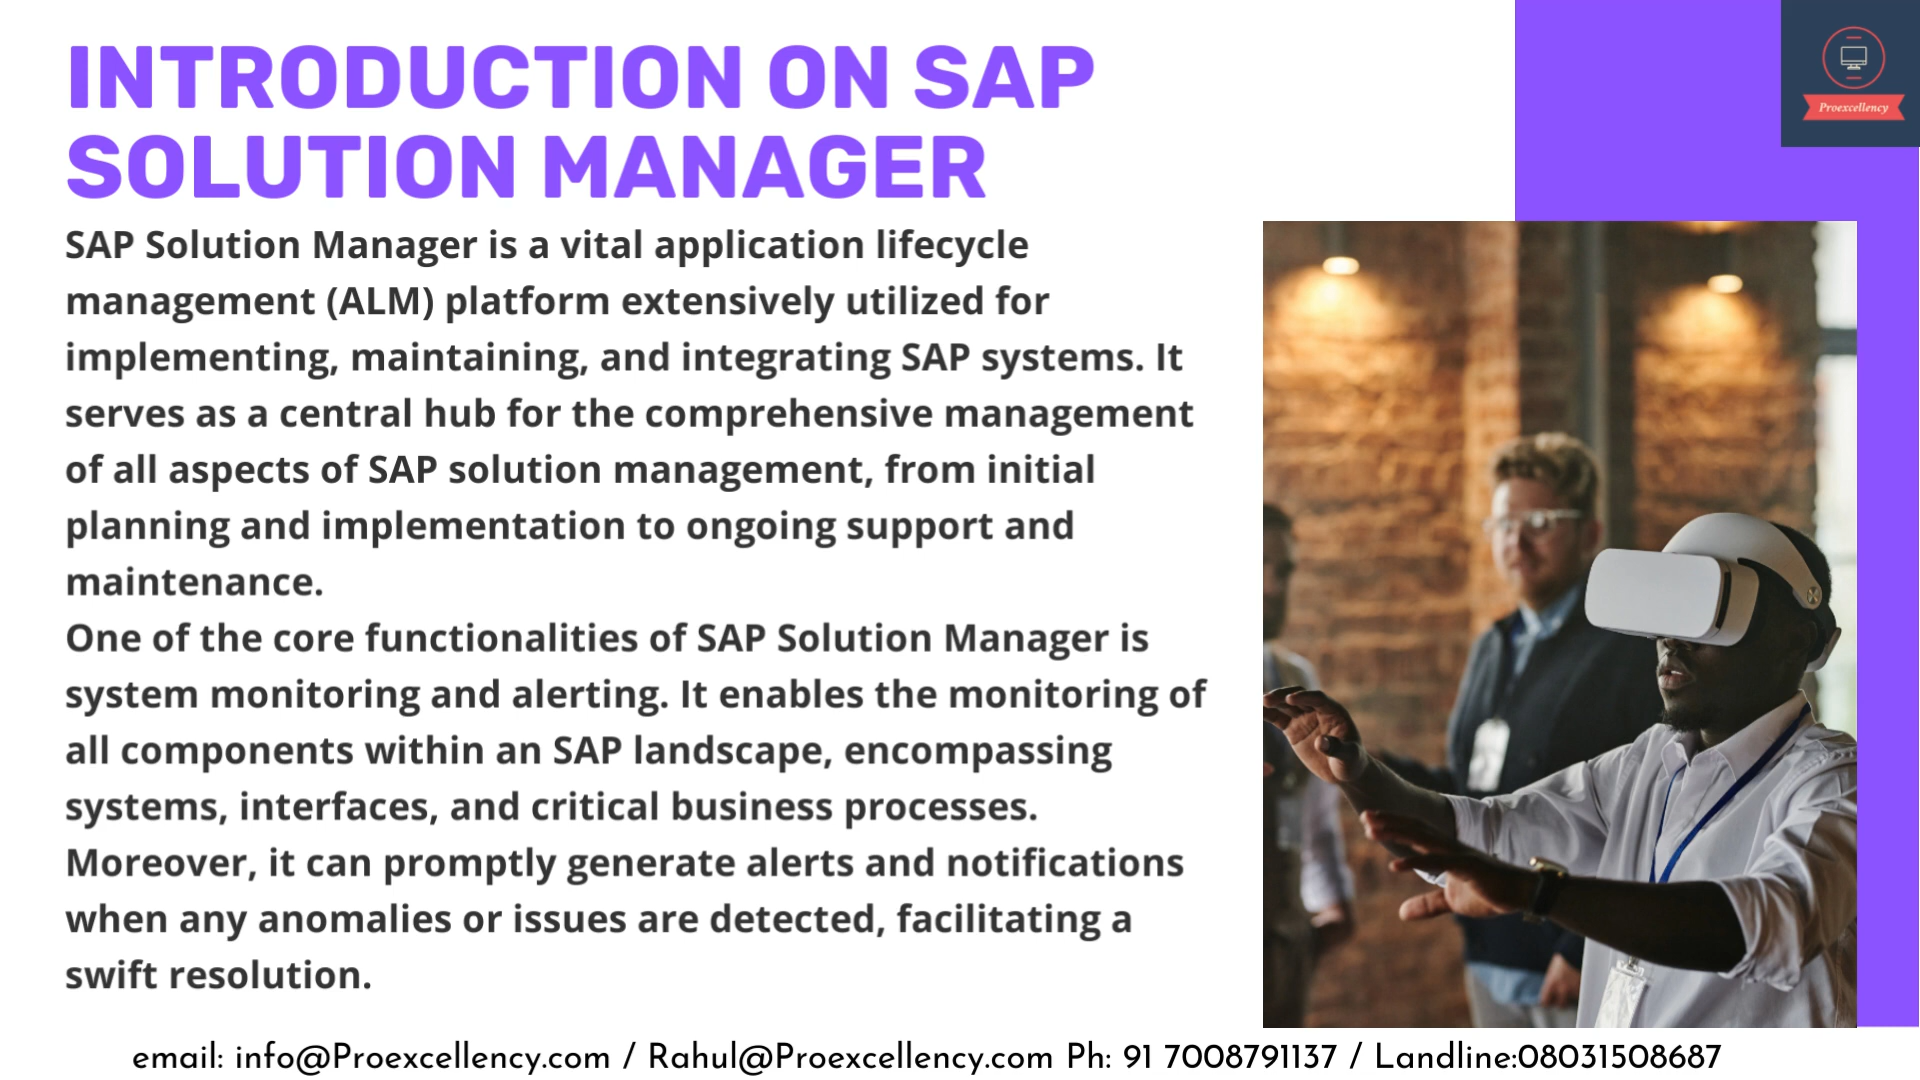 INTRODUCTION ON SAP
SOLUTION MANAGER
Proexcellency
SAP Solution Manager is a vital application lifecycle
management (ALM) platform extensively utilized for
implementing, maintaining, and integrating SAP systems. It
serves as a central hub for the comprehensive management
of all aspects of SAP solution management, from initial
planning and implementation to ongoing support and
maintenance.
One of the core functionalities of SAP Solution Manager is
system monitoring and alerting. It enables the monitoring of
all components within an SAP landscape, encompassing
systems, interfaces, and critical business processes.
Moreover, it can promptly generate alerts and notifications
when any anomalies or issues are detected, facilitating a
swift resolution.
email: info@Proexcellency.com / Rahul@Proexcellency.com Ph: 91 7008791137 / Landline:08031508687